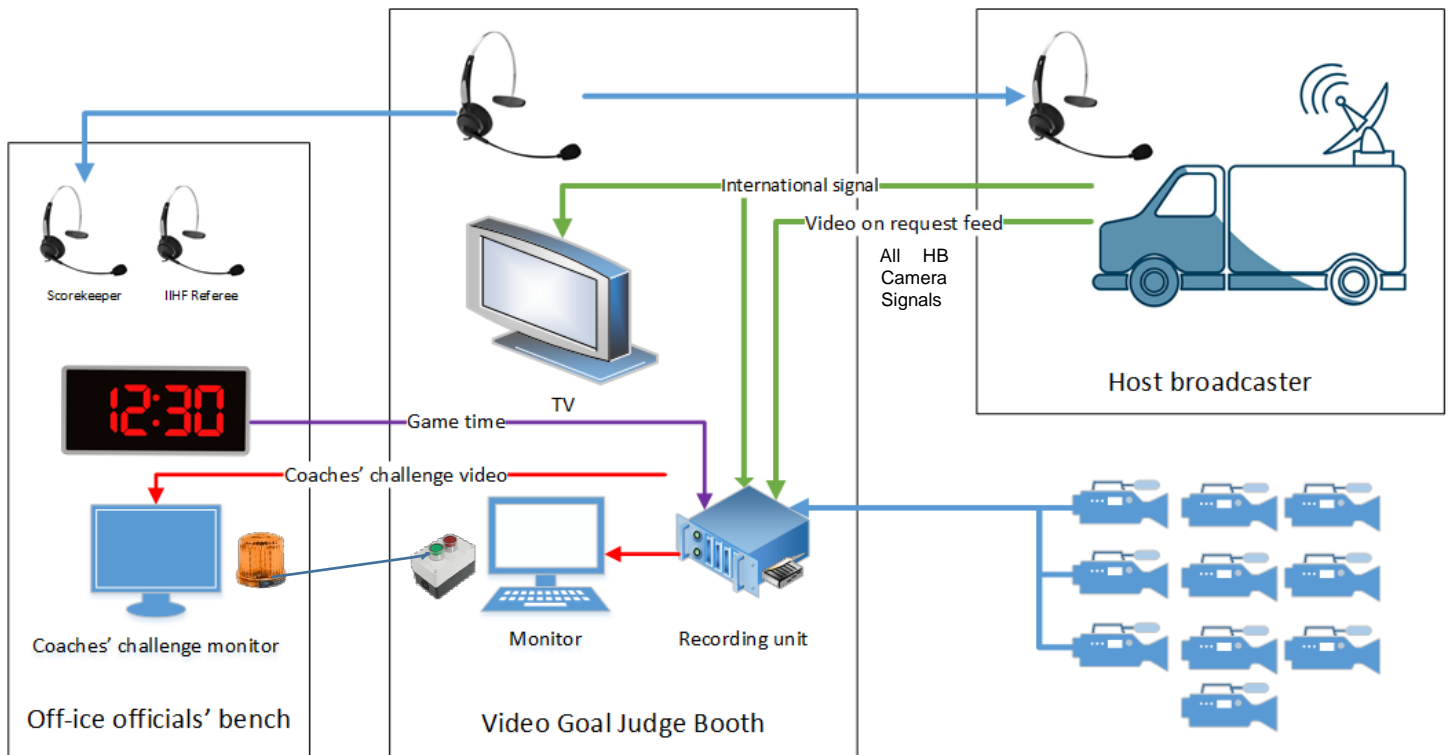 International signal
Video on request feed
All HB
Camera
Signals
Scorekeeper
IIHF Referee
Host broadcaster
12:30
TV
Game time
Coaches' challenge video
Coaches' challenge monitor
Monitor
Recording unit
Off-ice officials' bench
Video Goal Judge Booth